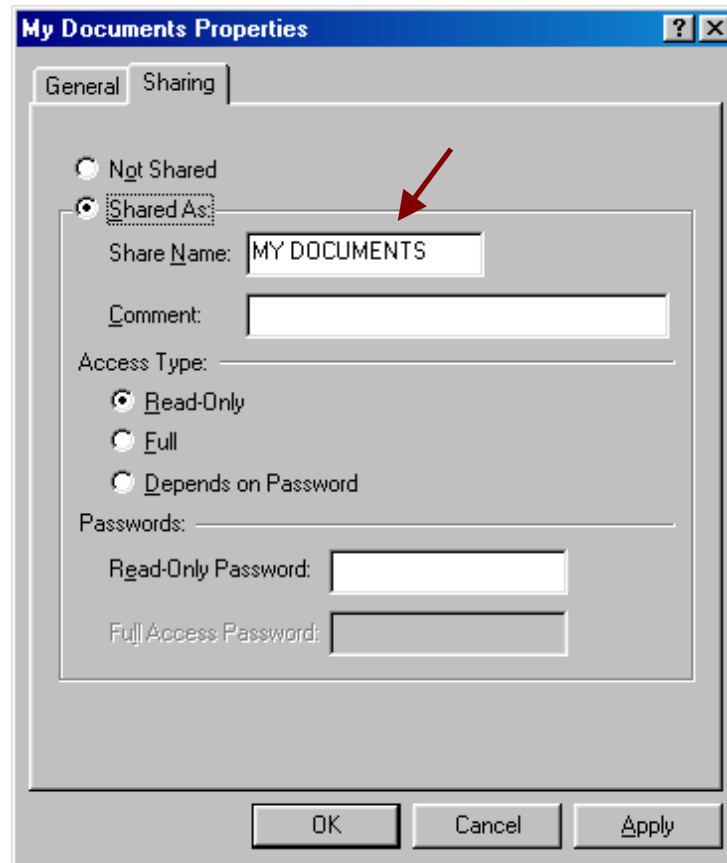 My Documents Properties
General Sharing
Not Shared
Shared As:
Share Name: MY DOCUMENTS
Comment:
Access Type:
Read-Only
Full
Depends on Password
Passwords:
Read-Only Password:
Full Access Password:
OK Cancel Apply